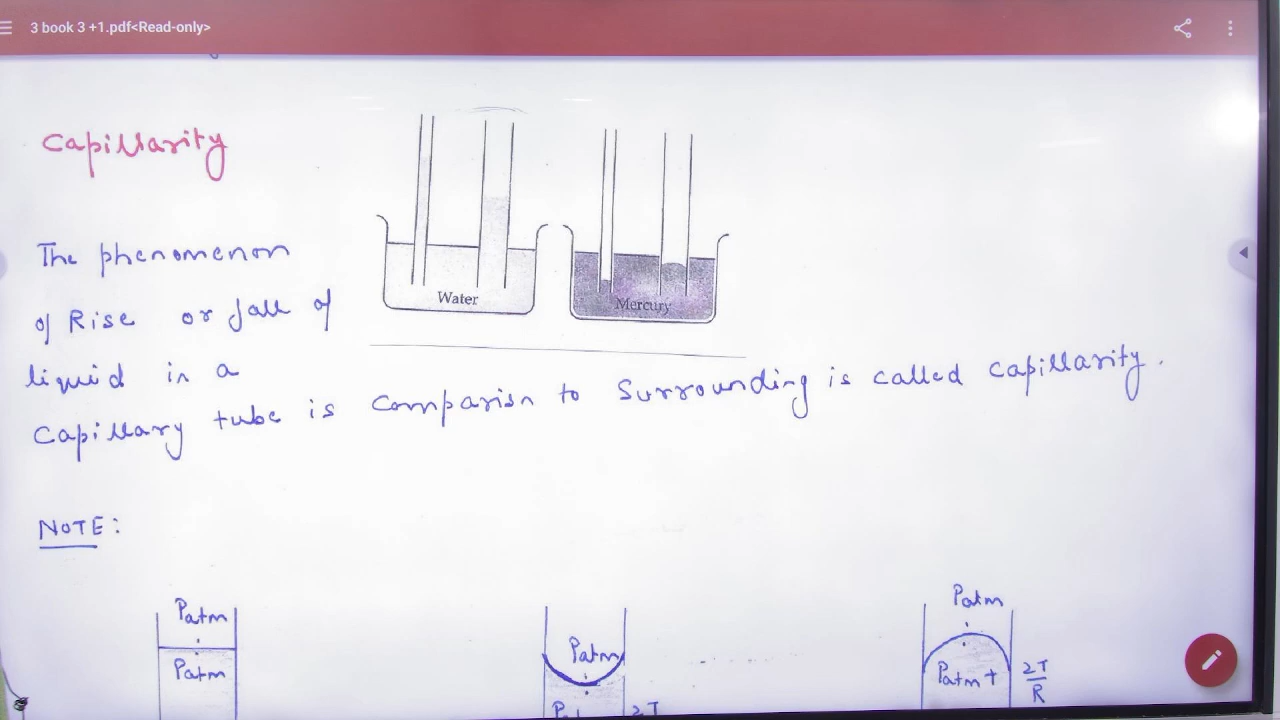 3 book 3 +1.pdf<Read-only>
Capillarity
Water
Mercury
The phenomenon
of Rise or fall of
liquid in a
Capillary tube is comparisn to surrounding is called capillarity.
NOTE:
Patm
Patm
Patm
2T
Patm
Patm + 2T
R